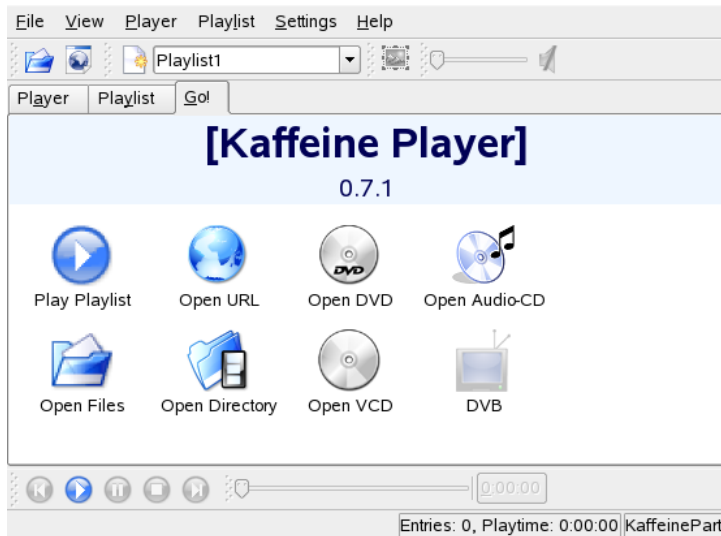 File View Player Playlist Settings Help
Playlist1
Player Playlist Go!
[Kaffeine Player]
0.7.1
Play Playlist Open URL Open DVD Open Audio-CD
DVD
Open Files Open Directory Open VCD DVB
0:00:00
Entries: 0, Playtime: 0:00:00 KaffeinePart